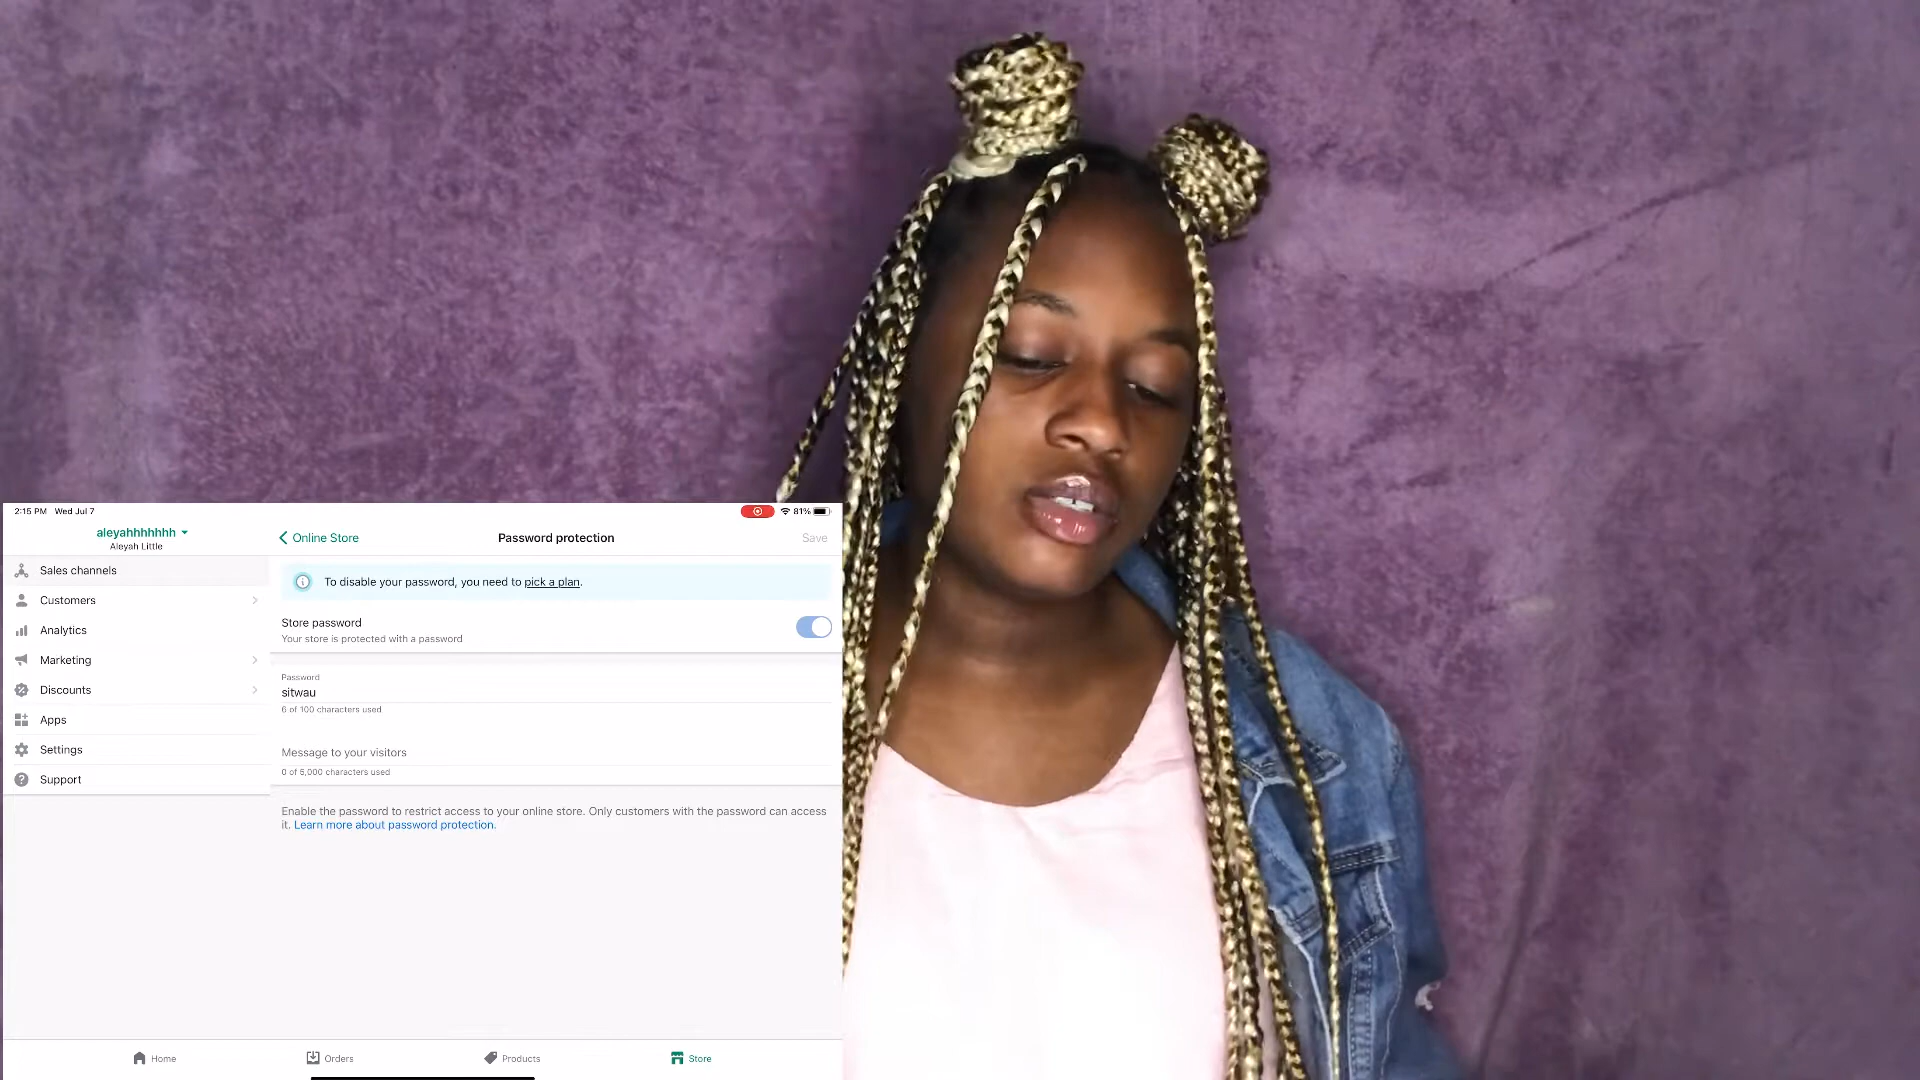 2:15 PM Wed Jul 7
81%
aleyahhhhhhh
Aleyah Little
Online Store
Password protection
Save
Sales channels
Customers
Analytics
Marketing
Discounts
Apps
Settings
Support
To disable your password, you need to pick a plan.
Store password
Your store is protected with a password
Password
sitwau
6 of 100 characters used
Message to your visitors
0 of 5,000 characters used
Enable the password to restrict access to your online store. Only customers with the password can access
it. Learn more about password protection.
Home
Orders
Products
Store